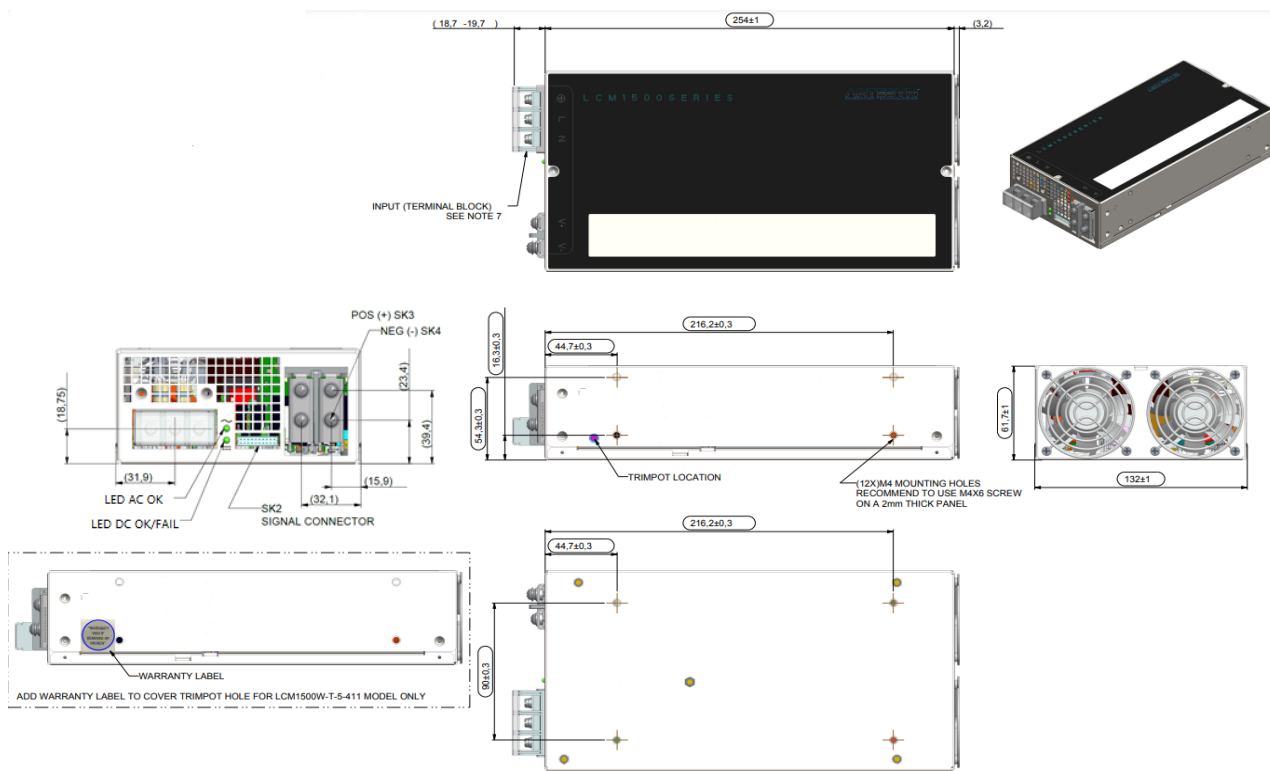 ( 18,7 -19,7 )
254±1
(3,2)
LCM1500SERIES
L
N
V+
V-
INPUT (TERMINAL BLOCK)
SEE NOTE 7
POS (+) SK3
NEG (-) SK4
(18,75)
(23,4)
(39,4)
(31,9)
(15,9)
(32,1)
LED AC OK
LED DC OK/FAIL
SK2
SIGNAL CONNECTOR
216,2±0,3
44,7±0,3
16,3±0,3
54,3±0,3
TRIMPOT LOCATION
(12X)M4 MOUNTING HOLES
RECOMMEND TO USE M4X6 SCREW
ON A 2mm THICK PANEL
61,7±1
132±1
216,2±0,3
44,7±0,3
90±0,3
WARRANTY LABEL
ADD WARRANTY LABEL TO COVER TRIMPOT HOLE FOR LCM1500W-T-5-411 MODEL ONLY